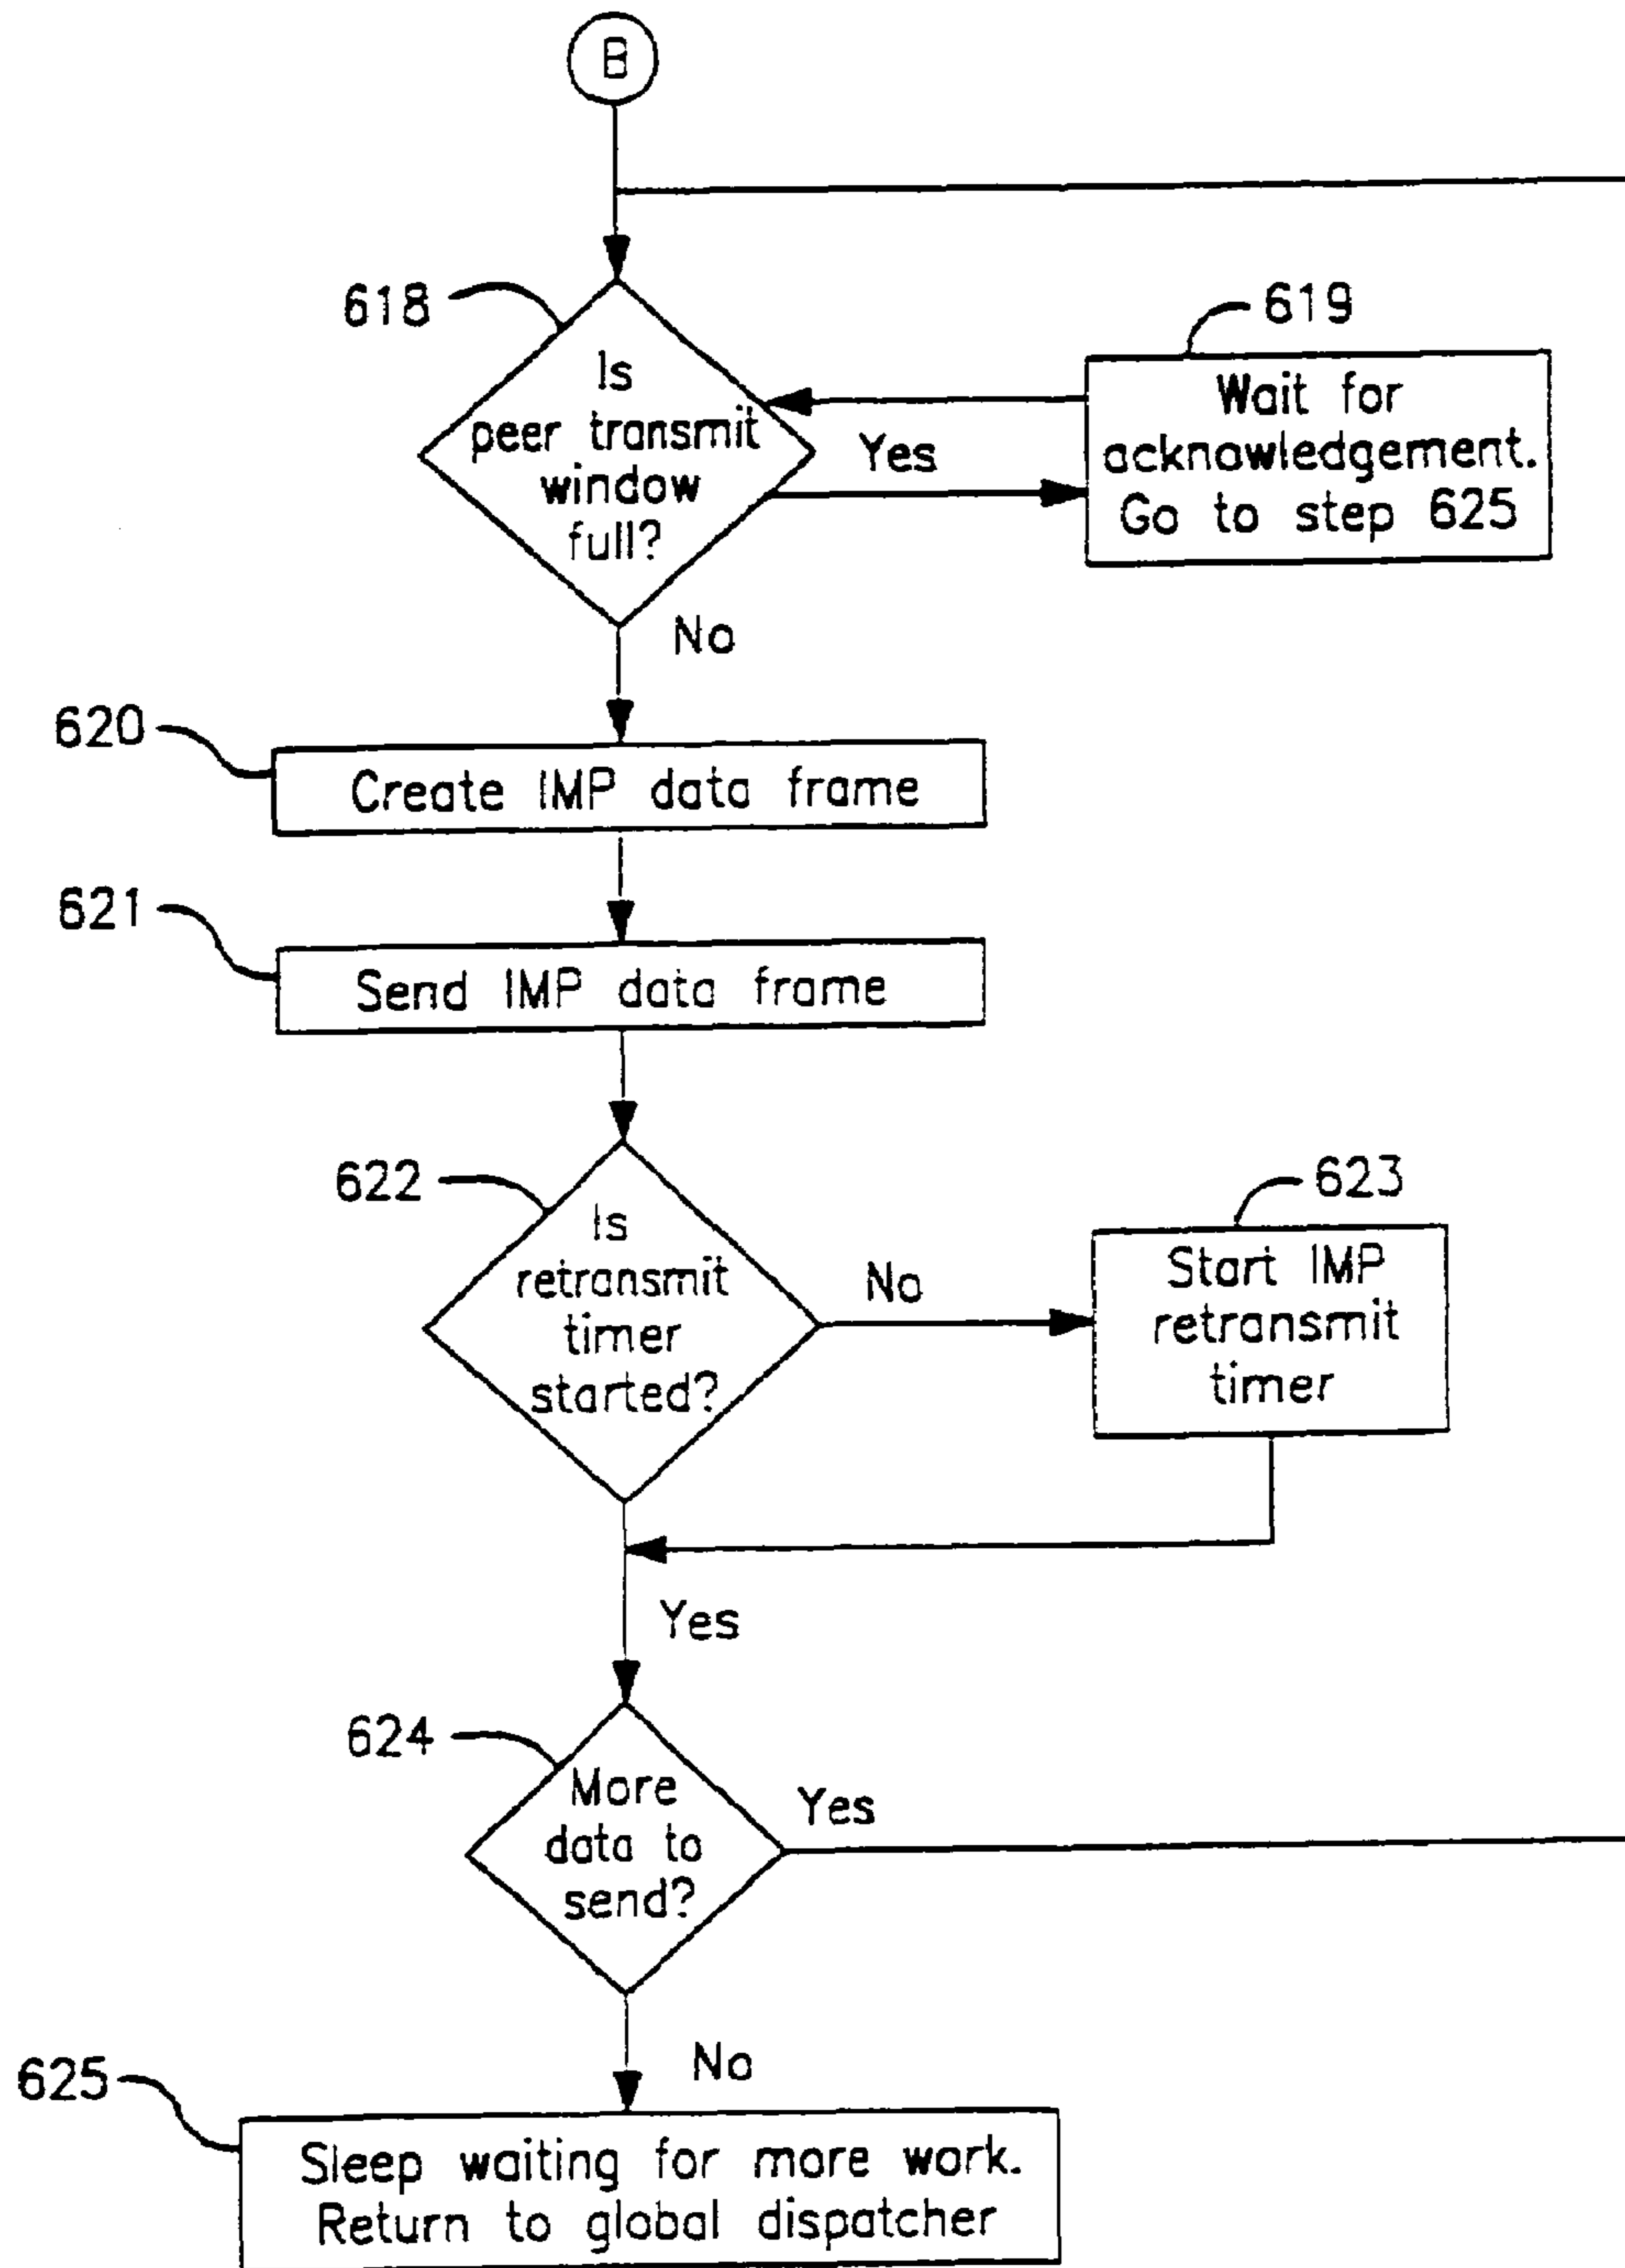 B
618
Is
peer transmit
window
full?
Yes
No
619
Wait for
acknowledgement.
Go to step 625
620
Create IMP data frame
621
Send IMP data frame
622
Is
retransmit
timer
started?
No
623
Start IMP
retransmit
timer
Yes
624
More
data to
send?
Yes
No
625
Sleep waiting for more work.
Return to global dispatcher